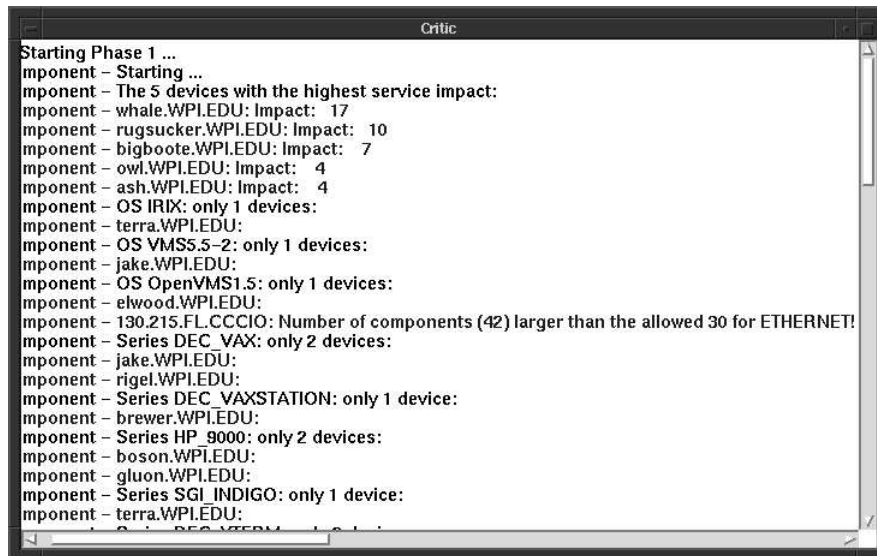 Critic
Starting Phase 1 ...
mponent – Starting ...
mponent – The 5 devices with the highest service impact:
mponent – whale.WPI.EDU: Impact: 17
mponent – rugsucker.WPI.EDU: Impact: 10
mponent – bigboote.WPI.EDU: Impact: 7
mponent – owl.WPI.EDU: Impact: 4
mponent – ash.WPI.EDU: Impact: 4
mponent – OS IRIX: only 1 devices:
mponent – terra.WPI.EDU:
mponent – OS VMS5.5–2: only 1 devices:
mponent – jake.WPI.EDU:
mponent – OS OpenVMS1.5: only 1 devices:
mponent – elwood.WPI.EDU:
mponent – 130.215.FL.CCCIO: Number of components (42) larger than the allowed 30 for ETHERNET!
mponent – Series DEC_VAX: only 2 devices:
mponent – jake.WPI.EDU:
mponent – rigel.WPI.EDU:
mponent – Series DEC_VAXSTATION: only 1 device:
mponent – brewer.WPI.EDU:
mponent – Series HP_9000: only 2 devices:
mponent – boson.WPI.EDU:
mponent – gluon.WPI.EDU:
mponent – Series SGI_INDIGO: only 1 device:
mponent – terra.WPI.EDU: